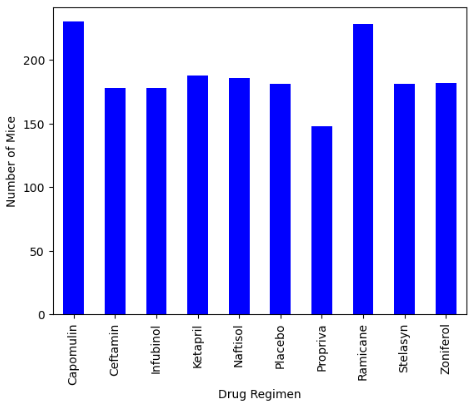 Number of Mice
200
150
100
50
0
Capomulin
Ceftamin
Infubinol
Ketapril
Naftisol
Placebo
Propriva
Ramicane
Stelasyn
Zoniferol
Drug Regimen